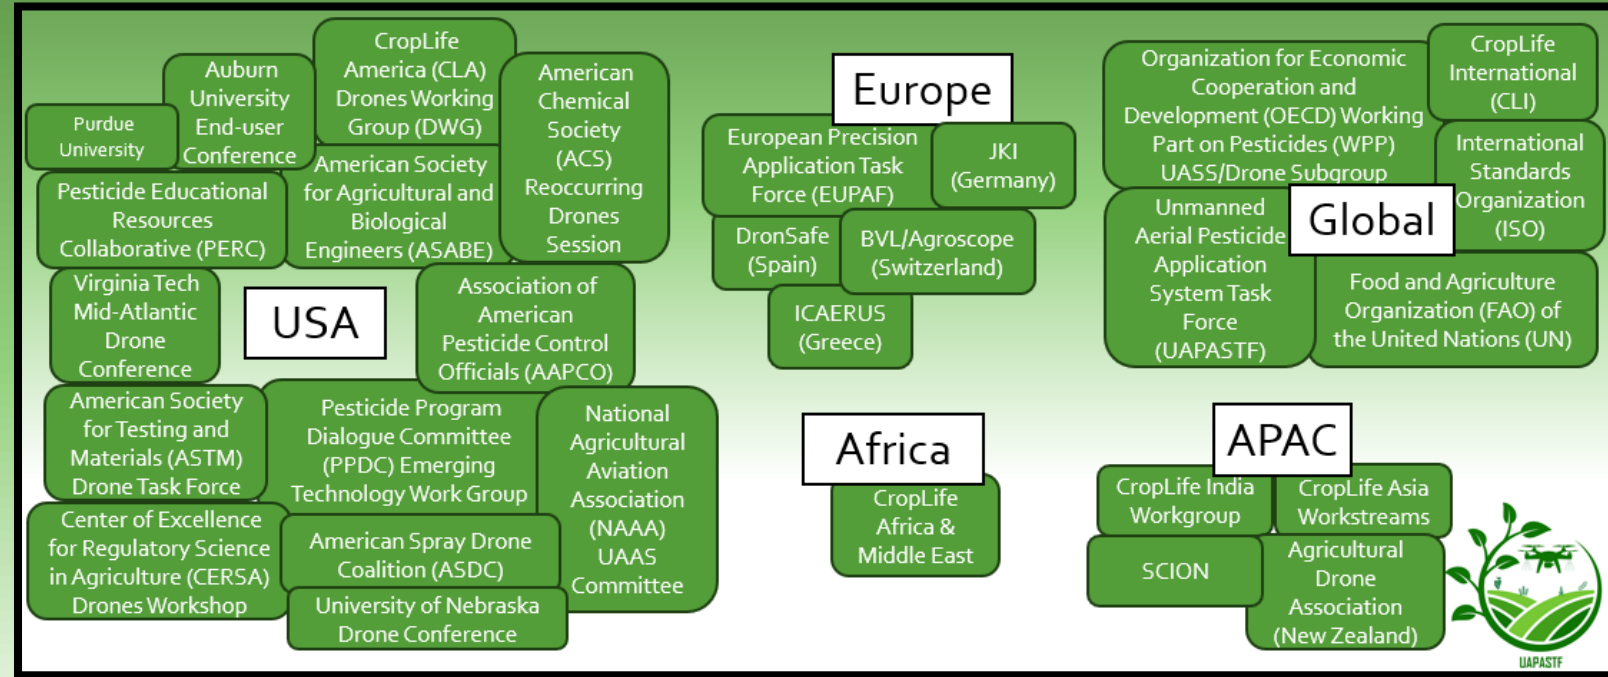 CropLife
America (CLA)
Drones Working
Group (DWG)
Auburn
University
End-user
Conference
Purdue
University
American
Chemical
Society
(ACS)
Reoccurring
Drones
Session
American Society
for Agricultural and
Biological
Engineers (ASABE)
Pesticide Educational
Resources
Collaborative (PERC)
Virginia Tech
Mid-Atlantic
Drone
Conference
USA
Association of
American
Pesticide Control
Officials (AAPCO)
American Society
for Testing and
Materials (ASTM)
Drone Task Force
Pesticide Program
Dialogue Committee
(PPDC) Emerging
Technology Work Group
National
Agricultural
Aviation
Association
(NAAA)
UAAS
Committee
Center of Excellence
for Regulatory Science
in Agriculture (CERSA)
Drones Workshop
American Spray Drone
Coalition (ASDC)
University of Nebraska
Drone Conference
Europe
European Precision
Application Task
Force (EUPAF)
JKI
(Germany)
DronSafe
(Spain)
BVL/Agroscope
(Switzerland)
ICAERUS
(Greece)
Africa
CropLife
Africa &
Middle East
Organization for Economic
Cooperation and
Development (OECD) Working
Part on Pesticides (WPP)
UASS/Drone Subgroup
CropLife
International
(CLI)
International
Standards
Organization
(ISO)
Global
Unmanned
Aerial Pesticide
Application
System Task
Force
(UAPASTF)
Food and Agriculture
Organization (FAO) of
the United Nations (UN)
APAC
CropLife India
Workgroup
CropLife Asia
Workstreams
SCION
Agricultural
Drone
Association
(New Zealand)
UAPASTF